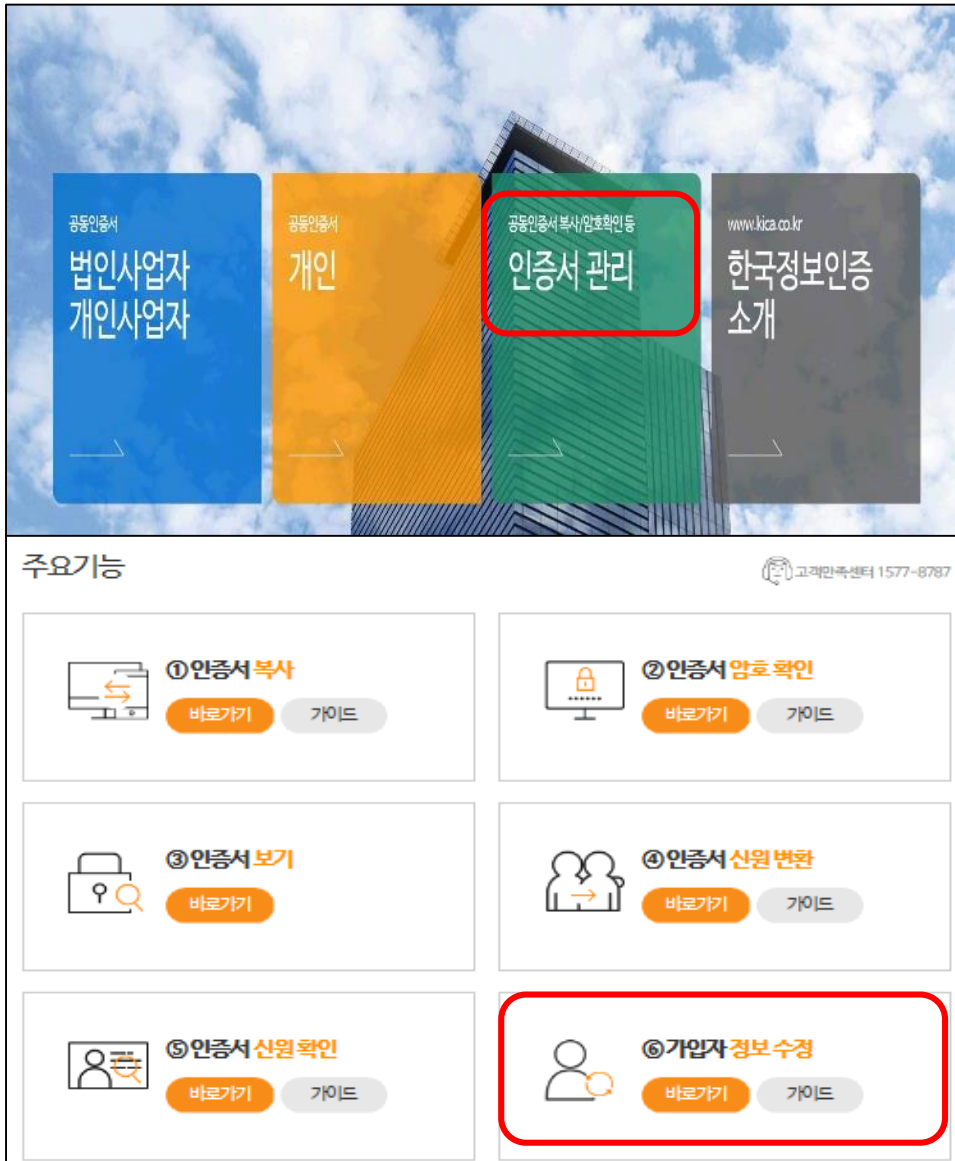 공동인증서
법인사업자
개인사업자
공동인증서
개인
공동인증서 복사/암호확인 등
인증서 관리
www.kica.co.kr
한국정보인증
소개
주요기능
고객만족센터 1577-8787
①인증서 복사
바로가기
가이드
②인증서 암호 확인
바로가기
가이드
③인증서 보기
바로가기
④인증서 신원 변환
바로가기
가이드
⑤인증서 신원 확인
바로가기
가이드
⑥가입자 정보 수정
바로가기
가이드